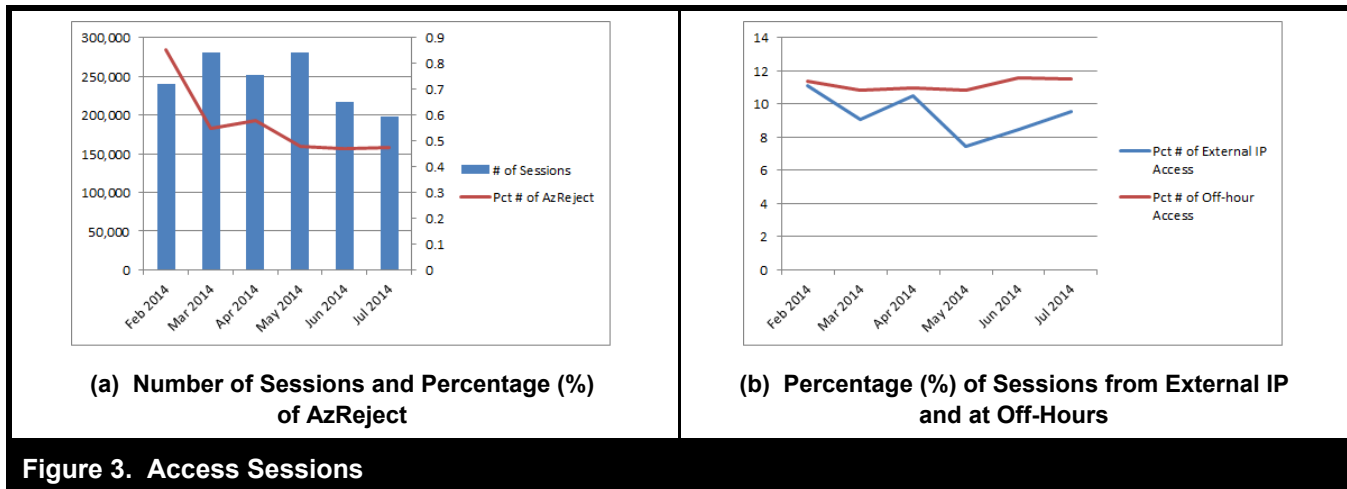 300,000
250,000
200,000
150,000
100,000
50,000
0
0.9
0.8
0.7
0.6
0.5
0.4
0.3
0.2
0.1
0
Feb 2014
Mar 2014
Apr 2014
May 2014
Jun 2014
Jul 2014
# of Sessions
Pct # of AzReject
(a) Number of Sessions and Percentage (%)
of AzReject
14
12
10
8
6
4
2
0
Feb 2014
Mar 2014
Apr 2014
May 2014
Jun 2014
Jul 2014
Pct # of External IP
Access
Pct # of Off-hour
Access
(b) Percentage (%) of Sessions from External IP
and at Off-Hours
Figure 3. Access Sessions